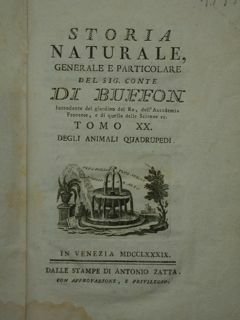 STORIA
NATURALE,
GENERALE E PARTICOLARE
DEL SIG. CONTE
DI BUFFON
Intendente del giardino del Re, dell'Accademia
Francese, e di quella delle Scienze ec.
TOMO XX.
DEGLI ANIMALI QUADRUPEDI.
IN VENEZIA MDCCLXXXIX.
DALLE STAMPE DI ANTONIO ZATTA.
CON APPROVAZIONE, E PRIVILEGIO.